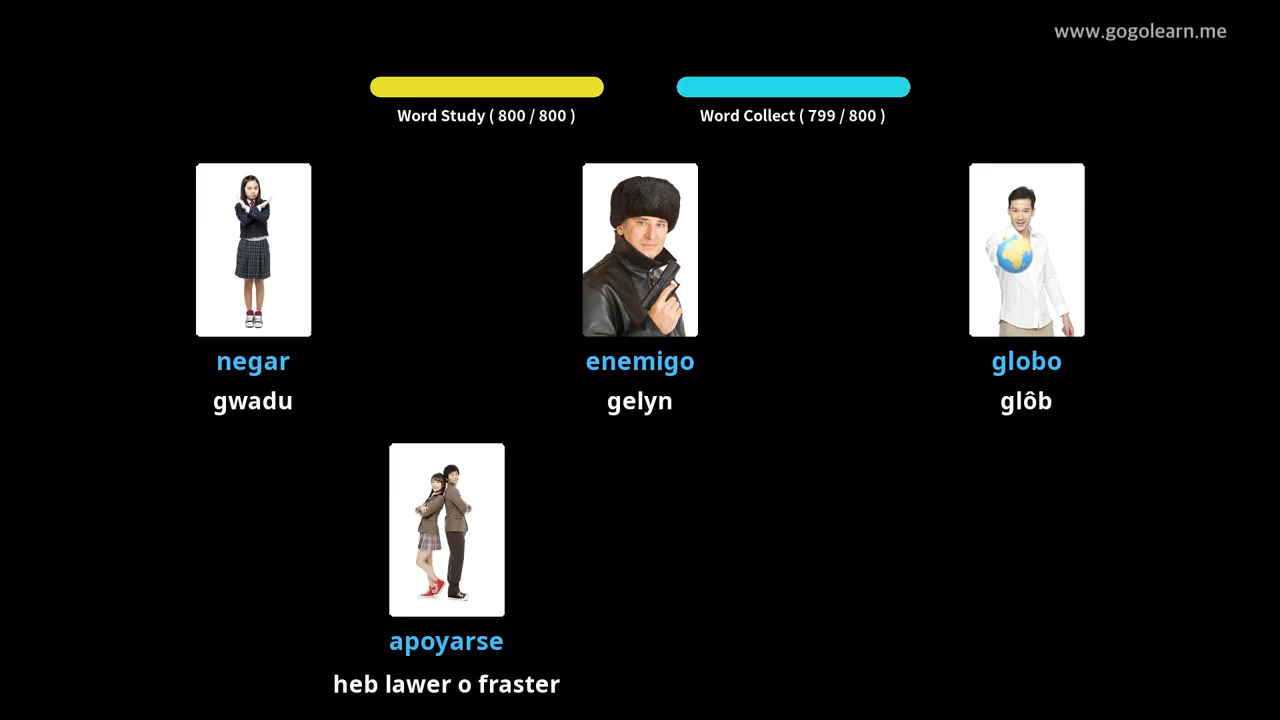 www.gogolearn.me
Word Study ( 800 / 800 )
Word Collect ( 799 / 800 )
negar
enemigo
globo
gwadu
gelyn
glôb
apoyarse
heb lawer o fraster